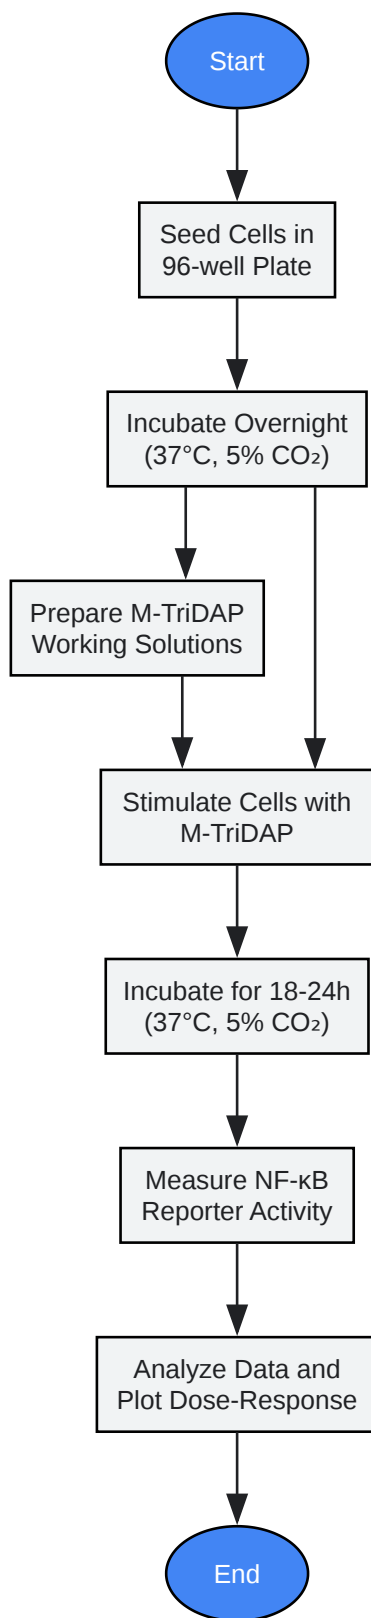 Start
Seed Cells in
96-well Plate
Incubate Overnight
(37°C, 5% CO₂)
Prepare M-TriDAP
Working Solutions
Stimulate Cells with
M-TriDAP
Incubate for 18-24h
(37°C, 5% CO₂)
Measure NF-κB
Reporter Activity
Analyze Data and
Plot Dose-Response
End